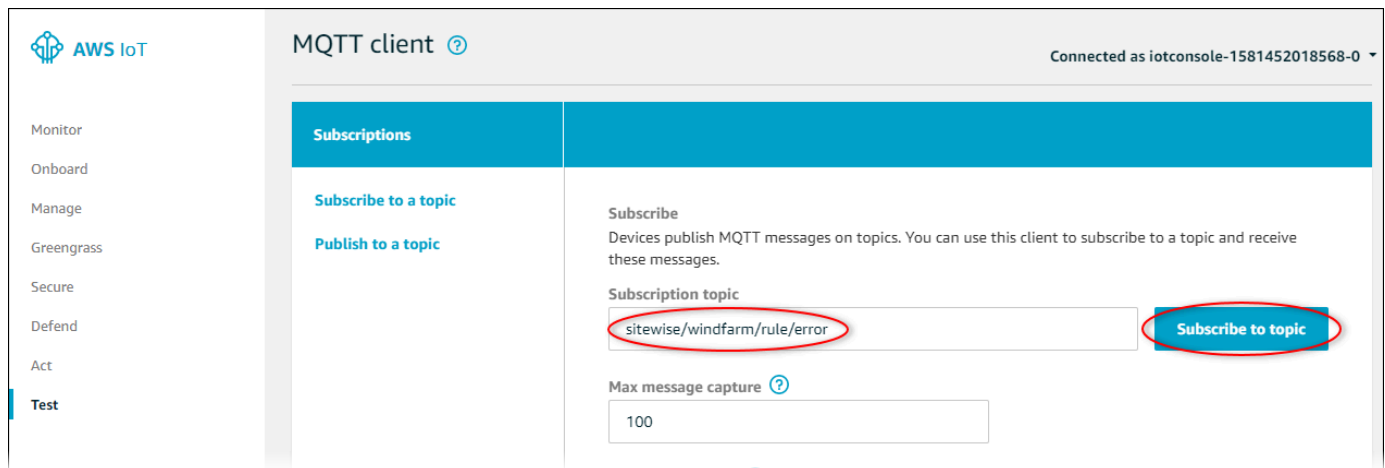 AWS IoT
MQTT client ?
Connected as iotconsole-1581452018568-0
Monitor
Onboard
Manage
Greengrass
Secure
Defend
Act
Test
Subscriptions
Subscribe to a topic
Publish to a topic
Subscribe
Devices publish MQTT messages on topics. You can use this client to subscribe to a topic and receive
these messages.
Subscription topic
sitewise/windfarm/rule/error
Subscribe to topic
Max message capture ?
100